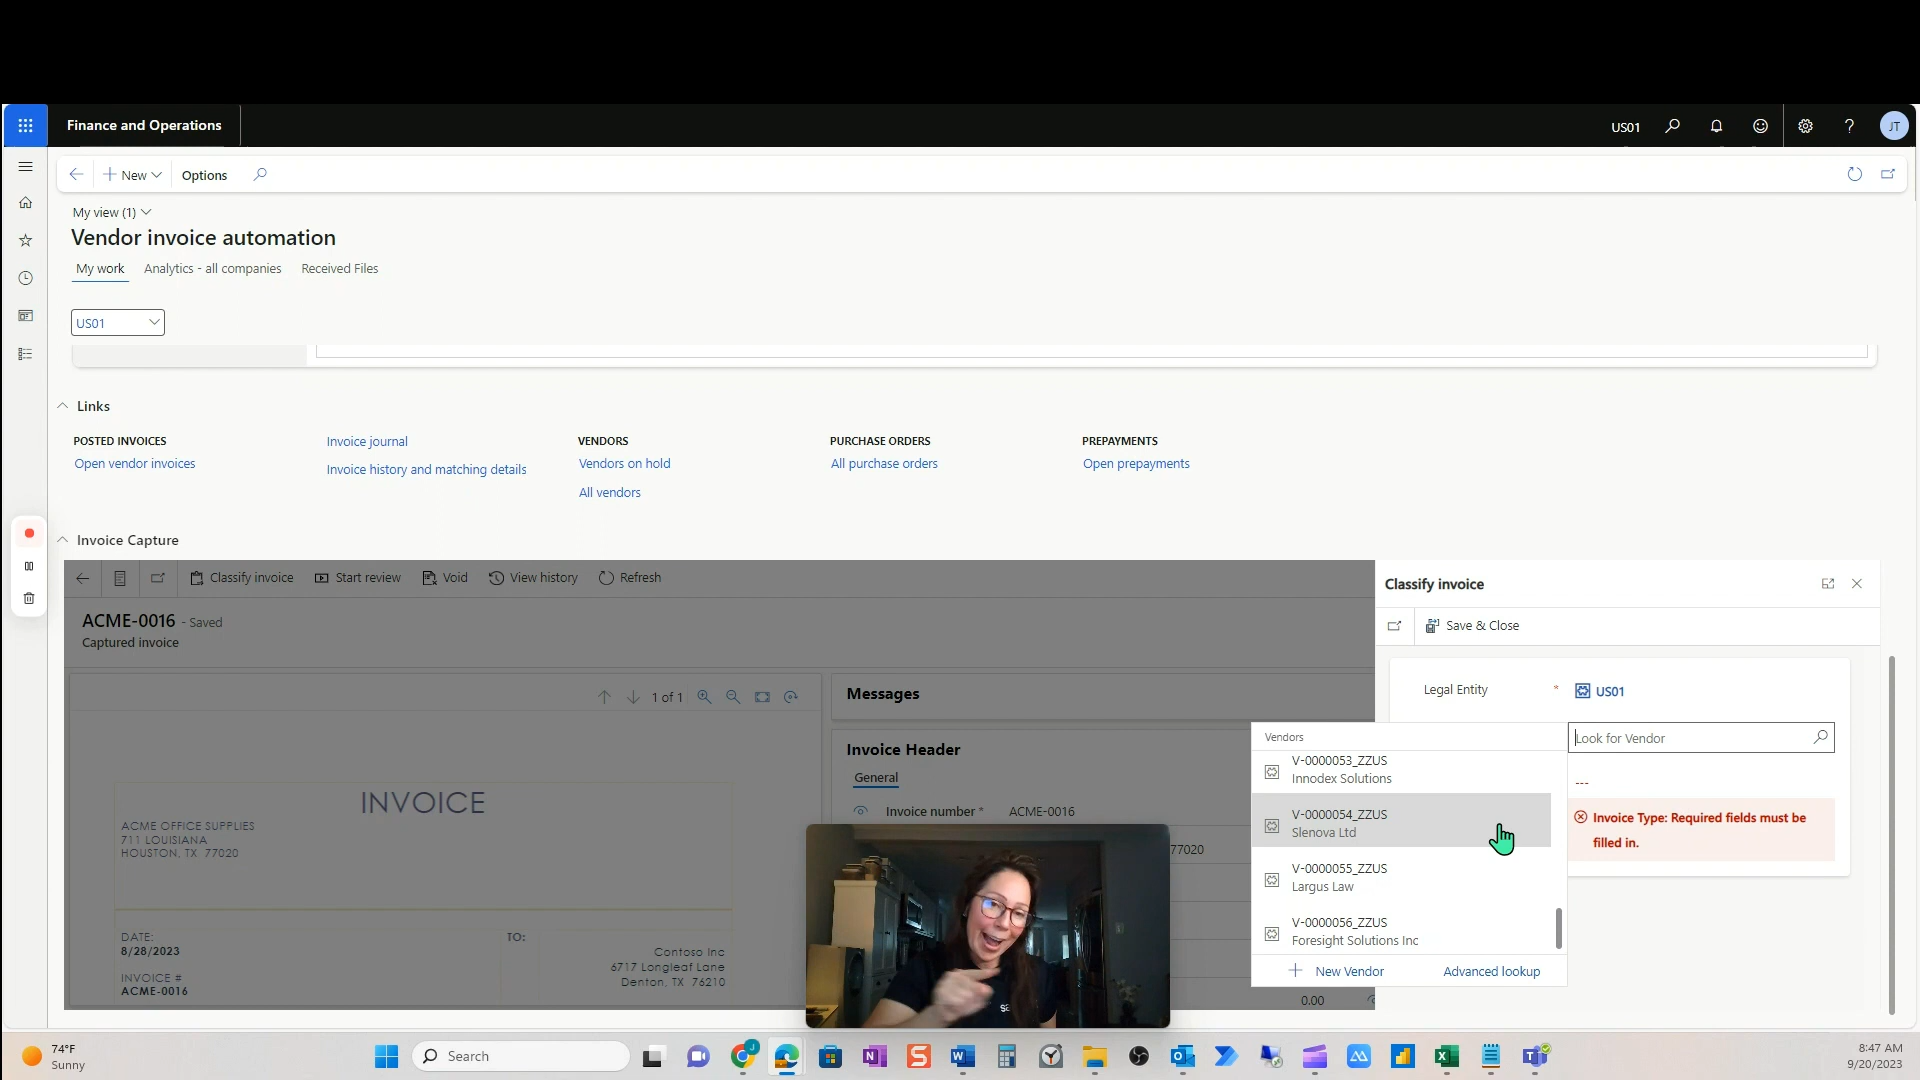 Finance and Operations
US01
JT
New
Options
My view (1)
Vendor invoice automation
My work
Analytics - all companies
Received Files
US01
Links
POSTED INVOICES
Open vendor invoices
Invoice journal
Invoice history and matching details
VENDORS
Vendors on hold
All vendors
PURCHASE ORDERS
All purchase orders
PREPAYMENTS
Open prepayments
Invoice Capture
Classify invoice
Start review
Void
View history
Refresh
ACME-0016 - Saved
Captured invoice
1 of 1
INVOICE
ACME OFFICE SUPPLIES
711 LOUISIANA
HOUSTON, TX 77020
DATE:
8/28/2023
INVOICE #
ACME-0016
TO:
Contoso Inc
6717 Longleaf Lane
Denton, TX 76210
Messages
Invoice Header
General
Invoice number *
ACME-0016
77020
0.00
Classify invoice
Save & Close
Legal Entity
*
US01
Look for Vendor
---
Invoice Type: Required fields must be
filled in.
Vendors
V-0000053_ZZUS
Innodex Solutions
V-0000054_ZZUS
Slenova Ltd
V-0000055_ZZUS
Largus Law
V-0000056_ZZUS
Foresight Solutions Inc
New Vendor
Advanced lookup
74°F
Sunny
Search
8:47 AM
9/20/2023